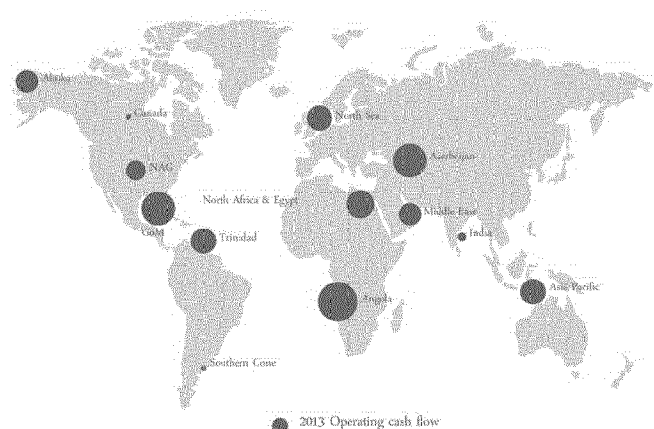 Alaska
Canada
North Sea
NAG
Azerbaijan
North Africa & Egypt
Middle East
GoM
Trinidad
India
Asia Pacific
Angola
Southern Cone
2013 Operating cash flow